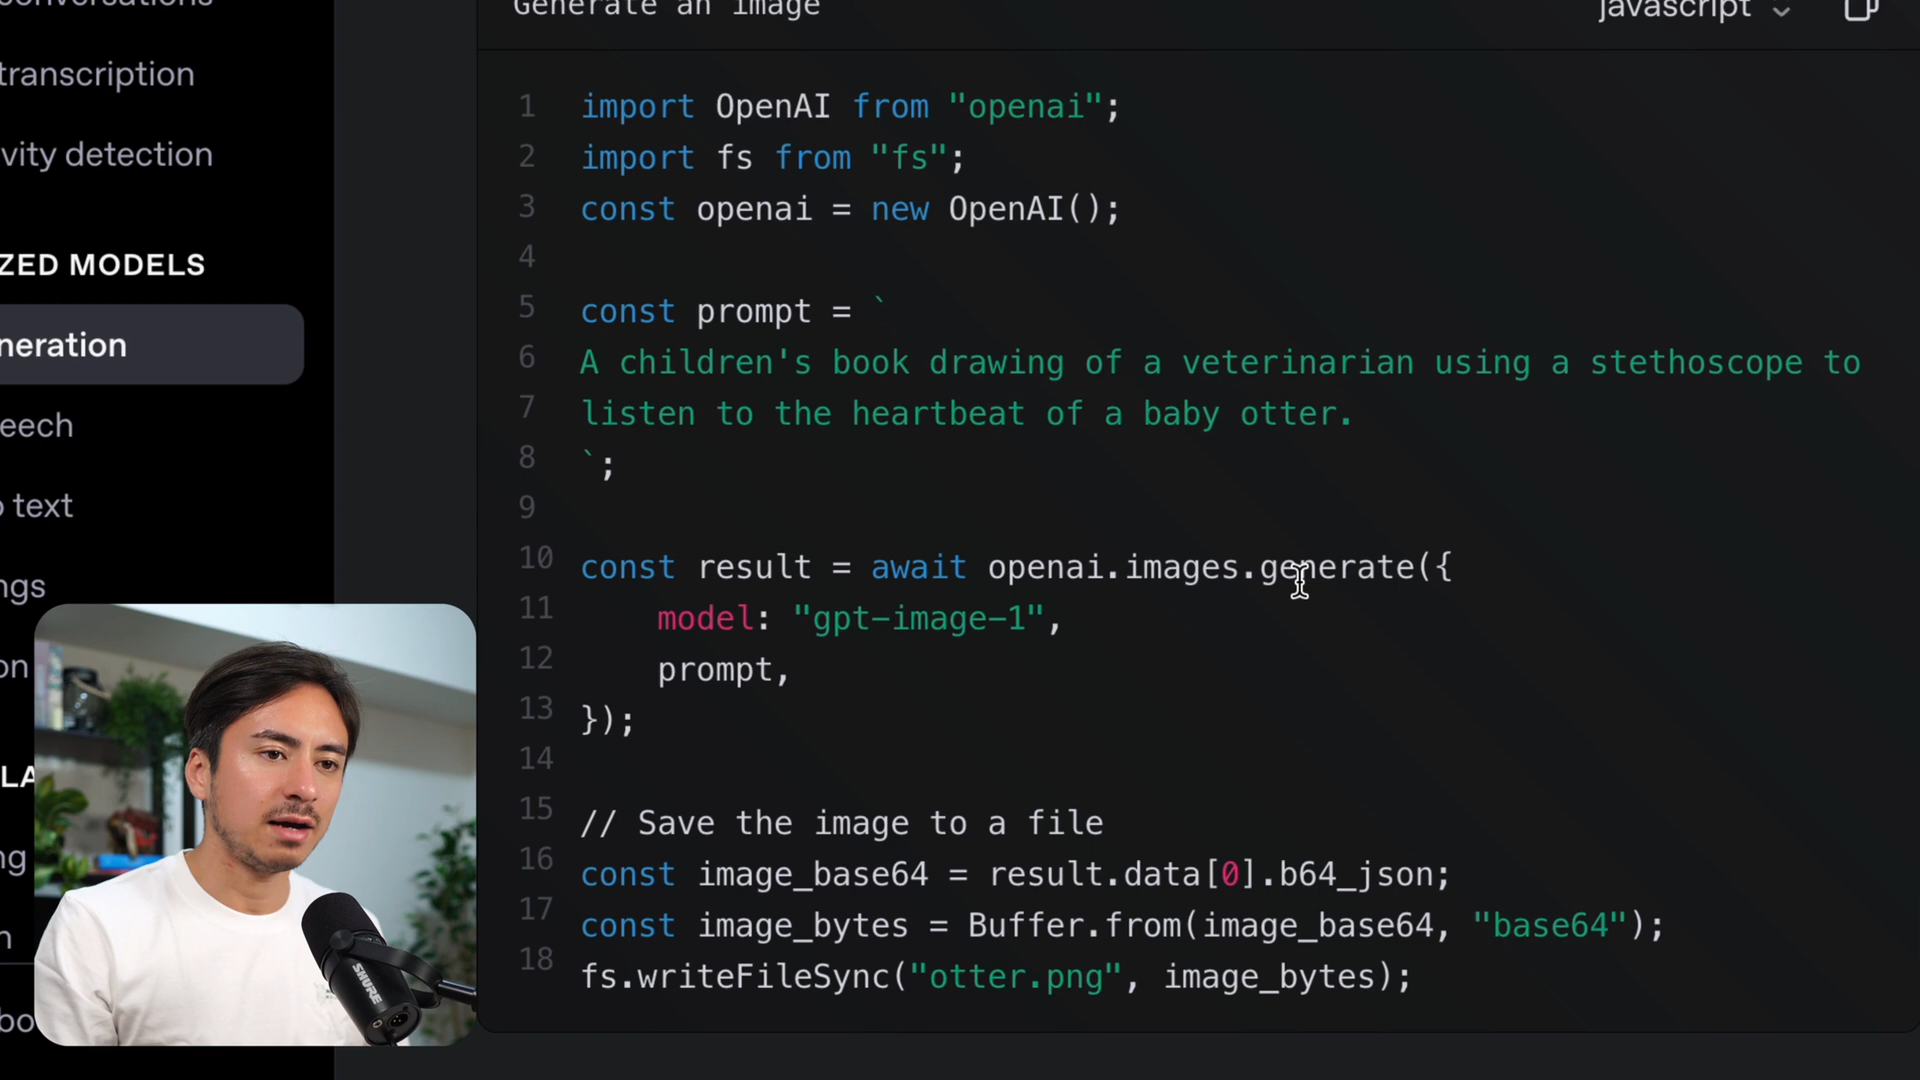 Generate an image
javascript
transcription
vity detection
ZED MODELS
neration
eech
o text
ngs
on
LA
ng
n
bo
1 import OpenAI from "openai";
2 import fs from "fs";
3 const openai = new OpenAI();
4
5 const prompt = `
6 A children's book drawing of a veterinarian using a stethoscope to
7 listen to the heartbeat of a baby otter.
8 `;
9
10 const result = await openai.images.generate({
11 model: "gpt-image-1",
12 prompt,
13 });
14
15 // Save the image to a file
16 const image_base64 = result.data[0].b64_json;
17 const image_bytes = Buffer.from(image_base64, "base64");
18 fs.writeFileSync("otter.png", image_bytes);
SHURE